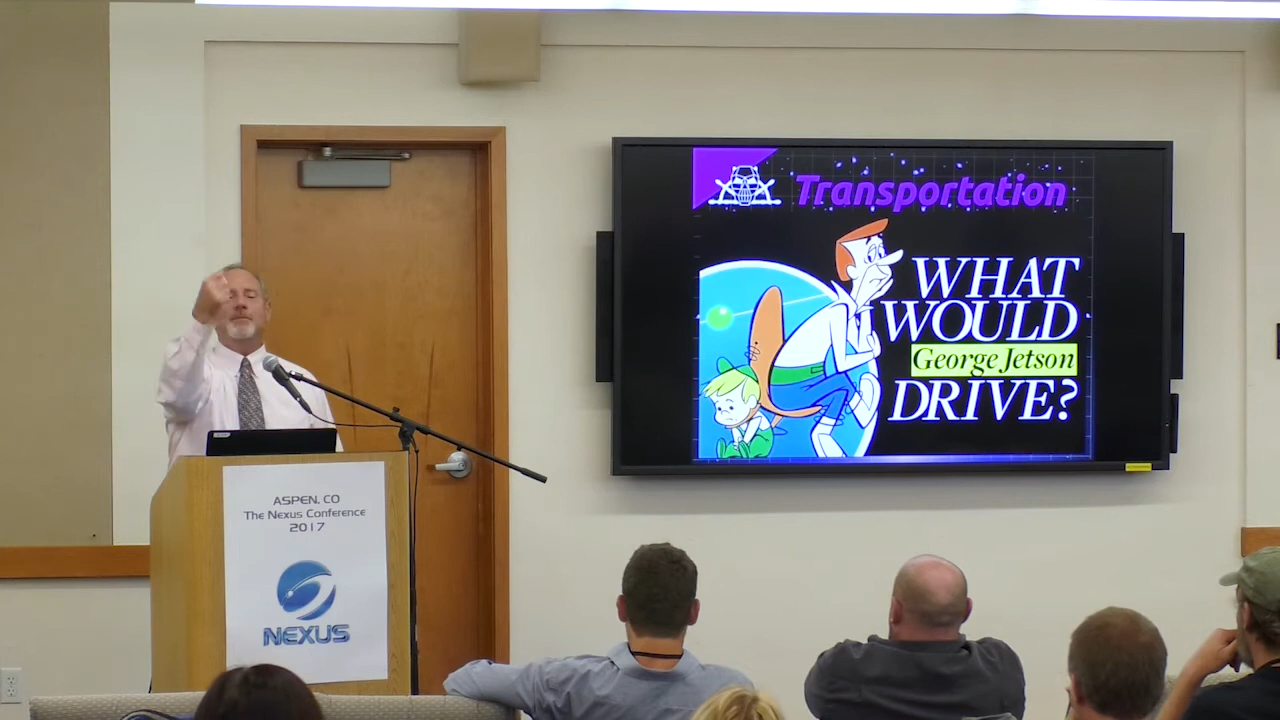 Transportation
WHAT
WOULD
George Jetson
DRIVE?
ASPEN, CO
The Nexus Conference
2017
NEXUS